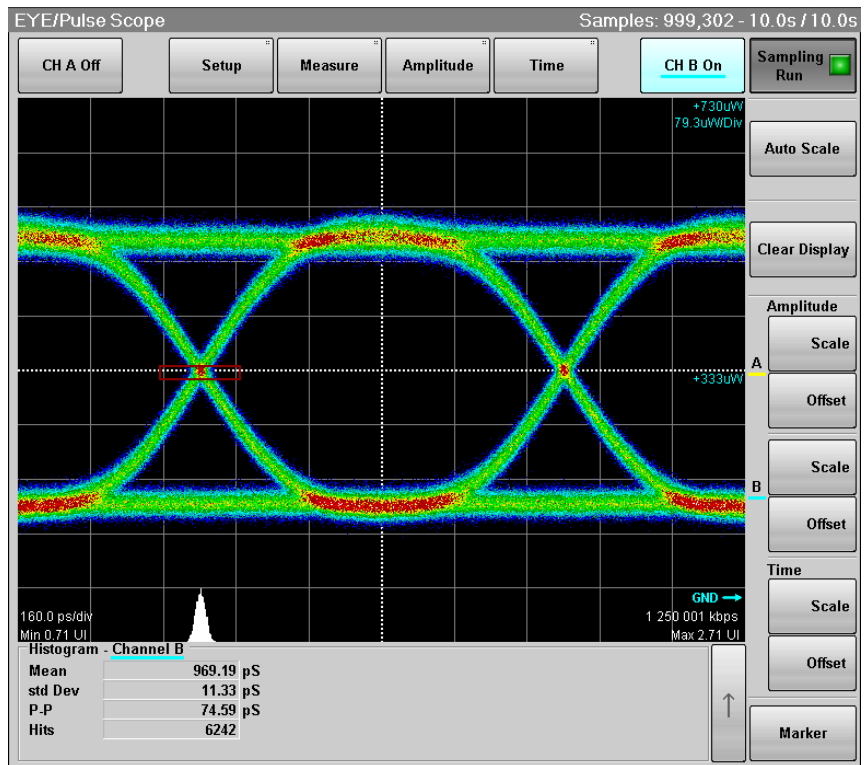 EYE/Pulse Scope
Samples: 999,302 - 10.0s / 10.0s
CH A Off
Setup
Measure
Amplitude
Time
CH B On
Sampling
Run
+730uW
79.3uW/Div
Auto Scale
Clear Display
Amplitude
Scale
A
+333uW
Offset
Scale
B
Offset
Time
GND
Scale
160.0 ps/div
1 250 001 kbps
Min 0.71 UI
Max 2.71 UI
Offset
Histogram - Channel B
Mean 969.19 pS
std Dev 11.33 pS
P-P 74.59 pS
Hits 6242
Marker